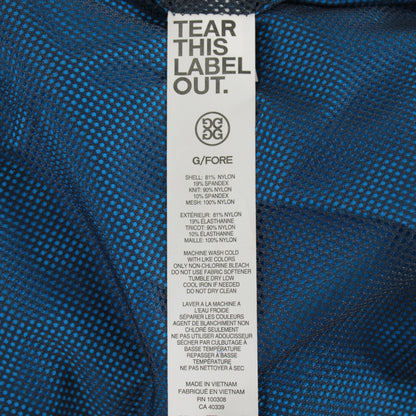 TEAR
THIS
LABEL
OUT.
G/FORE
SHELL: 81% NYLON
19% SPANDEX
KNIT: 90% NYLON
10% SPANDEX
MESH: 100% NYLON
EXTÉRIEUR: 81% NYLON
19% ÉLASTHANNE
TRICOT: 90% NYLON
10% ÉLASTHANNE
MAILLE: 100% NYLON
MACHINE WASH COLD
WITH LIKE COLORS
ONLY NON-CHLORINE BLEACH
DO NOT USE FABRIC SOFTENER
TUMBLE DRY LOW
COOL IRON IF NEEDED
DO NOT DRY CLEAN
LAVER A LA MACHINE A
L'EAU FROIDE
SÉPARER LES COULEURS
AGENT DE BLANCHIMENT NON
CHLORÉ SEULEMENT
NE PAS UTILISER ADOUCISSEUR
SÉCHER PAR CULBUTAGE À
BASSE TEMPÉRATURE
REPASSER À BASSE
TEMPÉRATURE
NE PAS NETTOYER À SEC
MADE IN VIETNAM
FABRIQUÉ EN VIETNAM
RN 100308
CA 40339